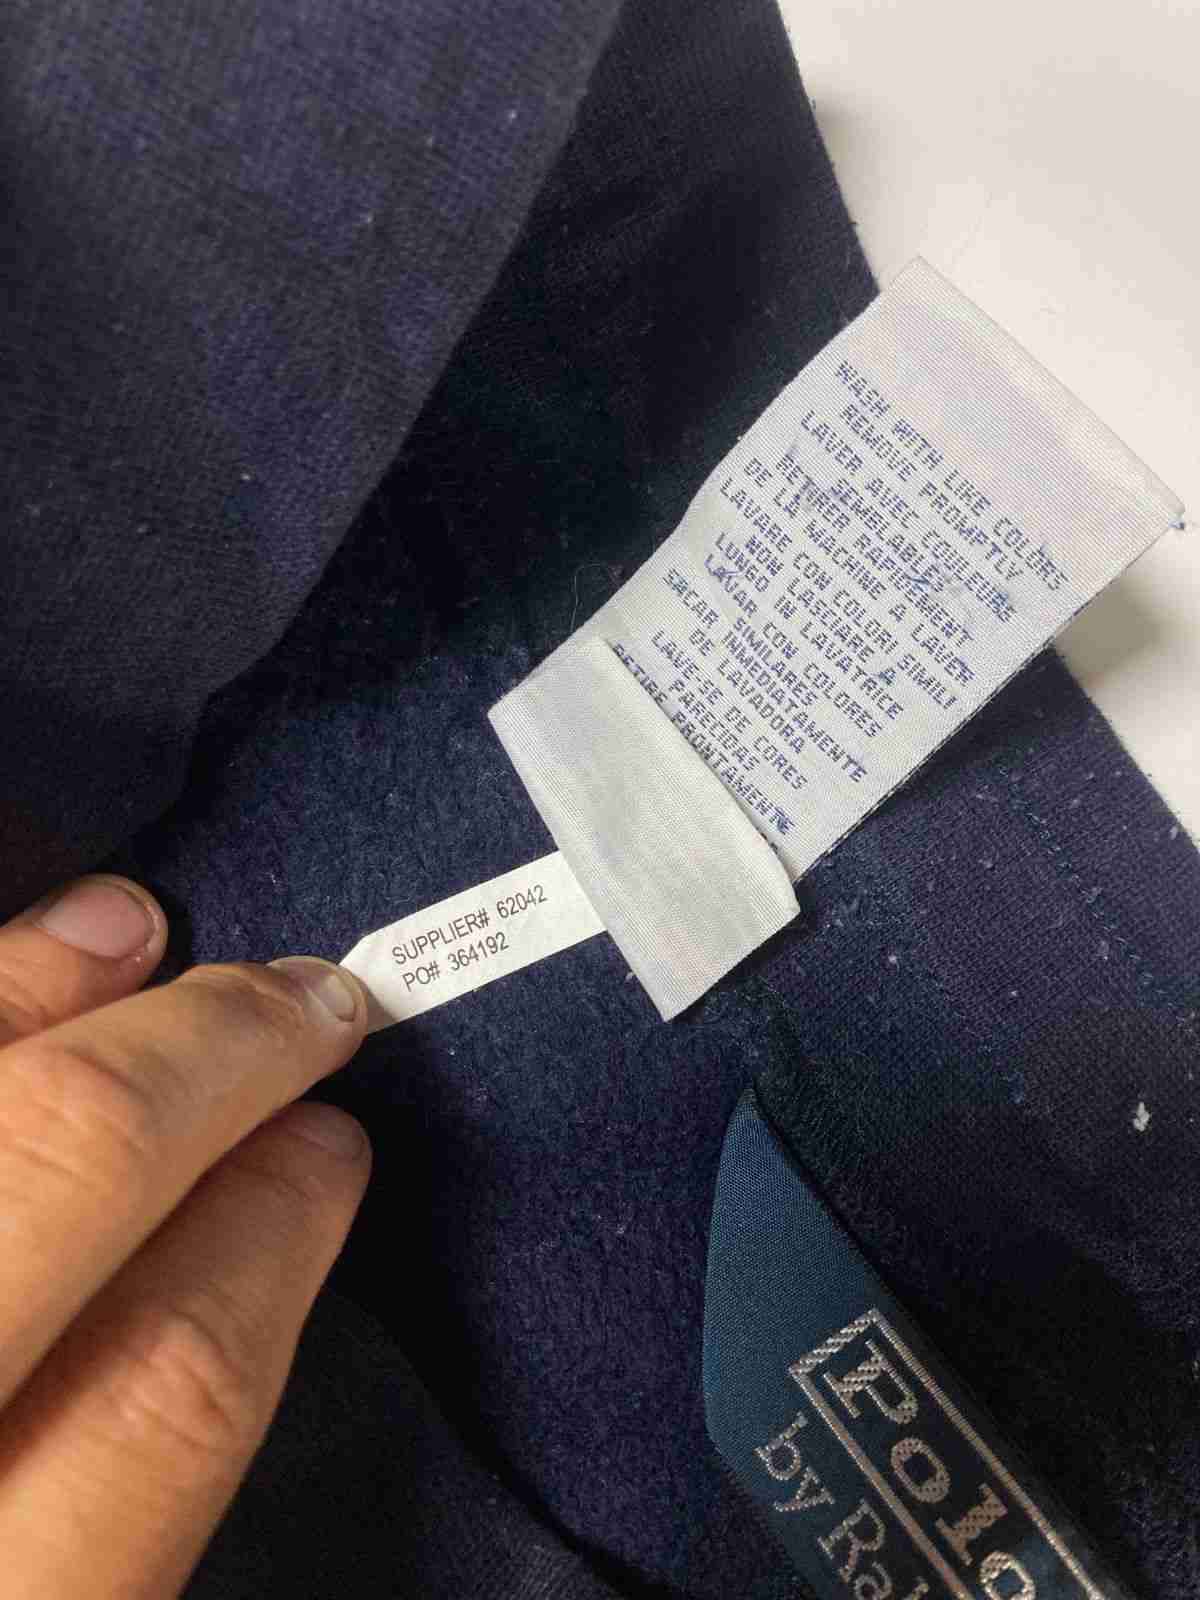 WASH WITH LIKE COLORS
REMOVE PROMPTLY
LAVER AVEC COULEURS
SEMBLABLES
RETIRER RAPIDEMENT
DE LA MACHINE A LAVER
LAVARE CON COLORI SIMILI
NON LASCIARE A
LUNGO IN LAVATRICE
LAVAR CON COLORES
SIMILARES
SACAR INMEDIATAMENTE
DE LAVADORA
LAVE SE DE CORES
PARECIDAS
RETIRE PRONTAMENTE
SUPPLIER# 62042
PO# 364192
Polo
by Ral